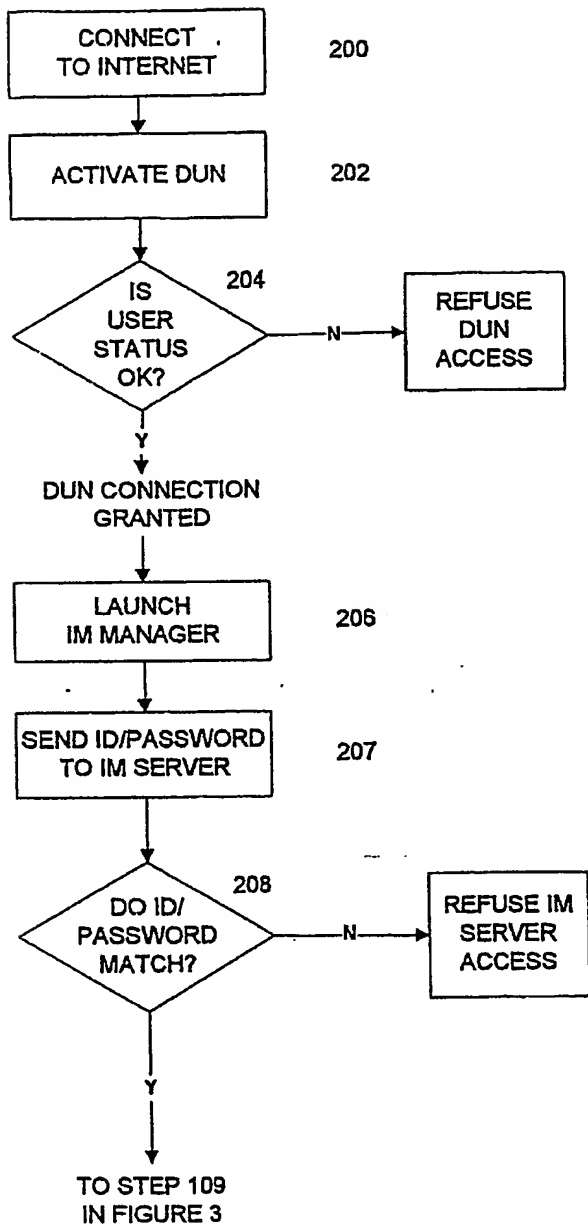 CONNECT
TO INTERNET
200
ACTIVATE DUN
202
204
IS
USER
STATUS
OK?
N
REFUSE
DUN
ACCESS
Y
DUN CONNECTION
GRANTED
LAUNCH
IM MANAGER
206
SEND ID/PASSWORD
TO IM SERVER
207
208
DO ID/
PASSWORD
MATCH?
N
REFUSE IM
SERVER
ACCESS
Y
TO STEP 109
IN FIGURE 3